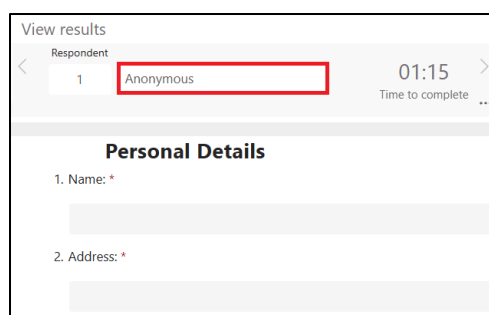 View results
Respondent
1
Anonymous
01:15
Time to complete
...
Personal Details
1. Name: *
2. Address: *